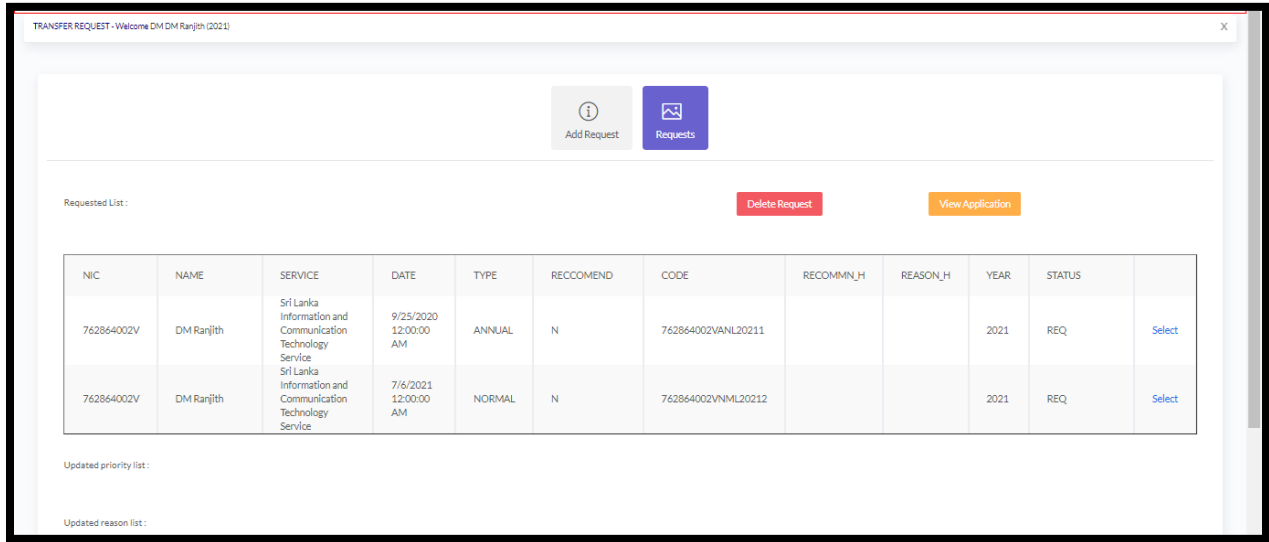 TRANSFER REQUEST - Welcome DM DM Ranjith (2021)
X
Add Request
Requests
Requested List :
Delete Request
View Application
NIC NAME SERVICE DATE TYPE RECCOMEND CODE RECOMMN_H REASON_H YEAR STATUS
Sri Lanka
Information and
Communication
Technology
Service
762864002V DM Ranjith
9/25/2020
12:00:00
AM
ANNUAL N 762864002VANL20211 2021 REQ Select
Sri Lanka
Information and
Communication
Technology
Service
762864002V DM Ranjith
7/6/2021
12:00:00
AM
NORMAL N 762864002VNML20212 2021 REQ Select
Updated priority list :
Updated reason list :